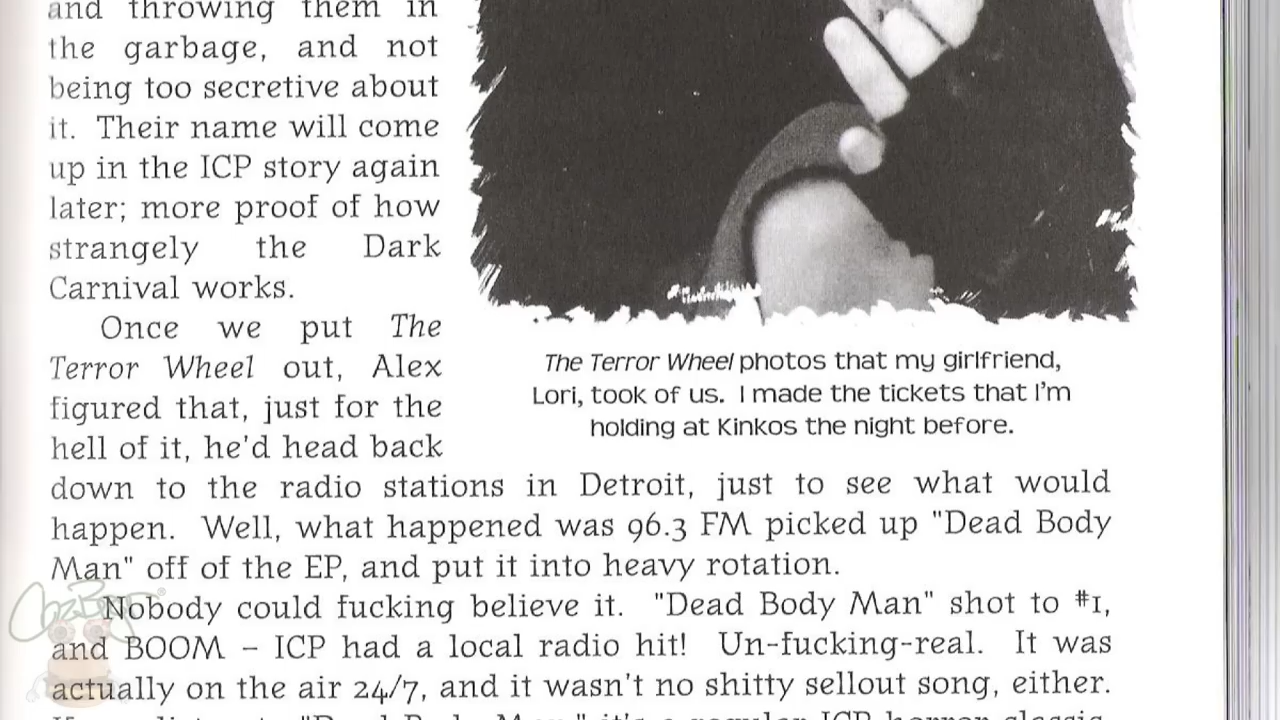 and throwing them in
the garbage, and not
being too secretive about
it. Their name will come
up in the ICP story again
later; more proof of how
strangely the Dark
Carnival works.
Once we put The
Terror Wheel out, Alex
figured that, just for the
hell of it, he'd head back
down to the radio stations in Detroit, just to see what would
happen. Well, what happened was 96.3 FM picked up "Dead Body
Man" off of the EP, and put it into heavy rotation.
Nobody could fucking believe it. "Dead Body Man" shot to #1,
and BOOM – ICP had a local radio hit! Un-fucking-real. It was
actually on the air 24/7, and it wasn't no shitty sellout song, either.
The Terror Wheel photos that my girlfriend,
Lori, took of us. I made the tickets that I'm
holding at Kinkos the night before.